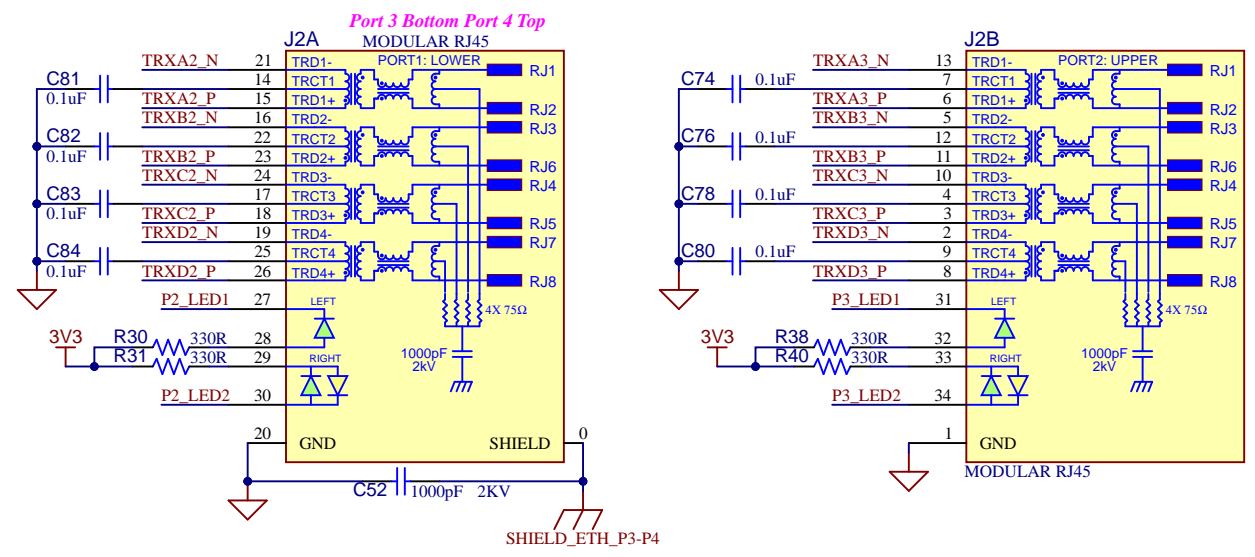 Port 3 Bottom Port 4 Top
J2A
MODULAR RJ45
PORT1: LOWER
TRXA2_N 21 TRD1- RJ1
C81 0.1uF 14 TRCT1
TRXA2_P 15 TRD1+ RJ2
TRXB2_N 16 TRD2- RJ3
C82 0.1uF 22 TRCT2
TRXB2_P 23 TRD2+ RJ6
TRXC2_N 24 TRD3- RJ4
C83 0.1uF 17 TRCT3
TRXC2_P 18 TRD3+ RJ5
TRXD2_N 19 TRD4- RJ7
C84 0.1uF 25 TRCT4
TRXD2_P 26 TRD4+ RJ8
P2_LED1 27 LEFT 4X 75Ω
3V3 R30 330R 28
R31 330R 29 RIGHT
1000pF
2kV
P2_LED2 30
20 GND SHIELD 0
C52 1000pF 2KV
SHIELD_ETH_P3-P4
J2B
PORT2: UPPER
TRXA3_N 13 TRD1- RJ1
C74 0.1uF 7 TRCT1
TRXA3_P 6 TRD1+ RJ2
TRXB3_N 5 TRD2- RJ3
C76 0.1uF 12 TRCT2
TRXB3_P 11 TRD2+ RJ6
TRXC3_N 10 TRD3- RJ4
C78 0.1uF 4 TRCT3
TRXC3_P 3 TRD3+ RJ5
TRXD3_N 2 TRD4- RJ7
C80 0.1uF 9 TRCT4
TRXD3_P 8 TRD4+ RJ8
P3_LED1 31 LEFT 4X 75Ω
3V3 R38 330R 32
R40 330R 33 RIGHT
1000pF
2kV
P3_LED2 34
1 GND
MODULAR RJ45